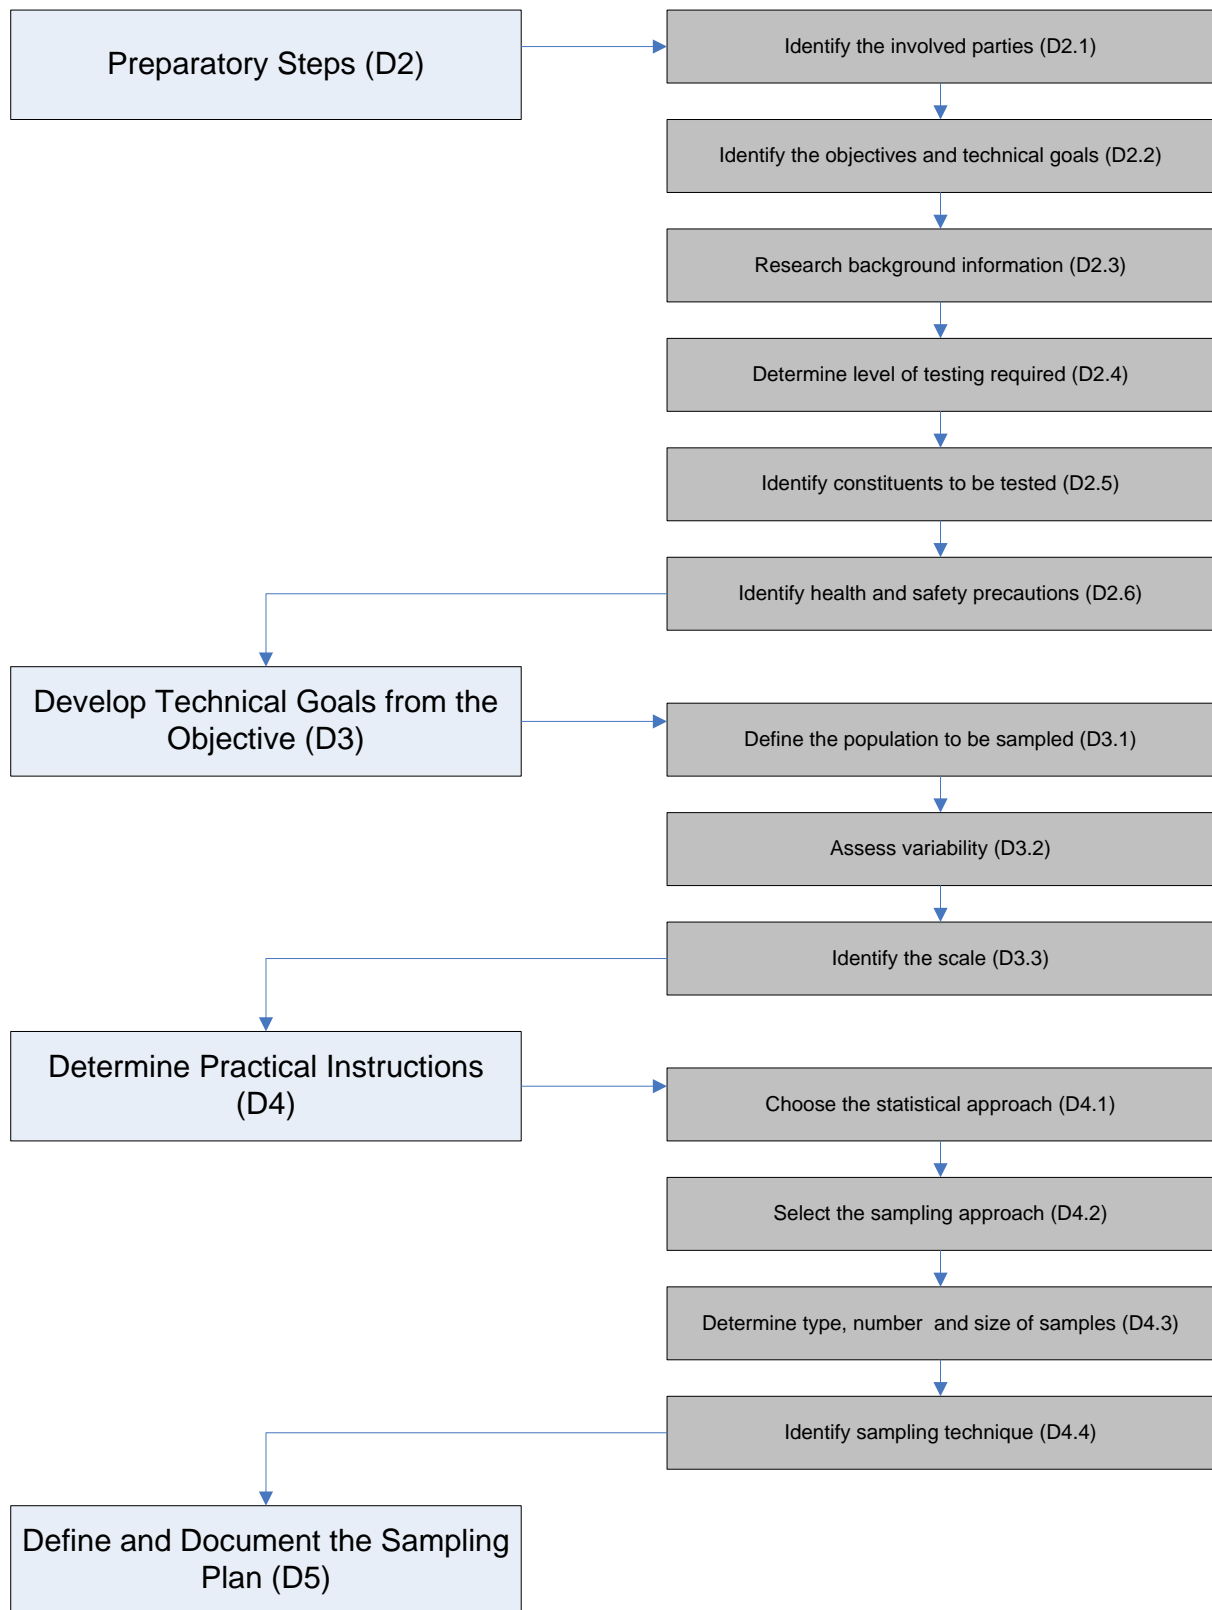 Preparatory Steps (D2)
Identify the involved parties (D2.1)
Identify the objectives and technical goals (D2.2)
Research background information (D2.3)
Determine level of testing required (D2.4)
Identify constituents to be tested (D2.5)
Identify health and safety precautions (D2.6)
Develop Technical Goals from the
Objective (D3)
Define the population to be sampled (D3.1)
Assess variability (D3.2)
Identify the scale (D3.3)
Determine Practical Instructions
(D4)
Choose the statistical approach (D4.1)
Select the sampling approach (D4.2)
Determine type, number  and size of samples (D4.3)
Identify sampling technique (D4.4)
Define and Document the Sampling
Plan (D5)